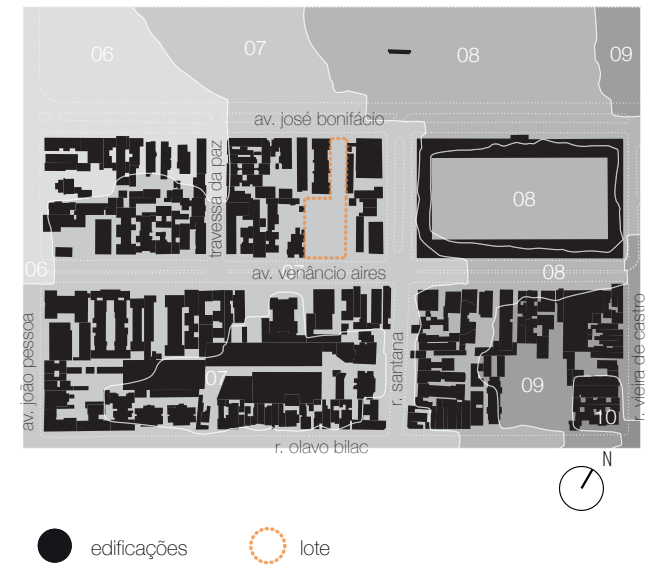 06
07
08
09
av. josé bonifácio
travessa da paz
08
06
07
av. venâncio aires
08
av. joão pessoa
07
r. santana
09
10
r. vieira de castro
r. olavo bilac
N
edificações
lote